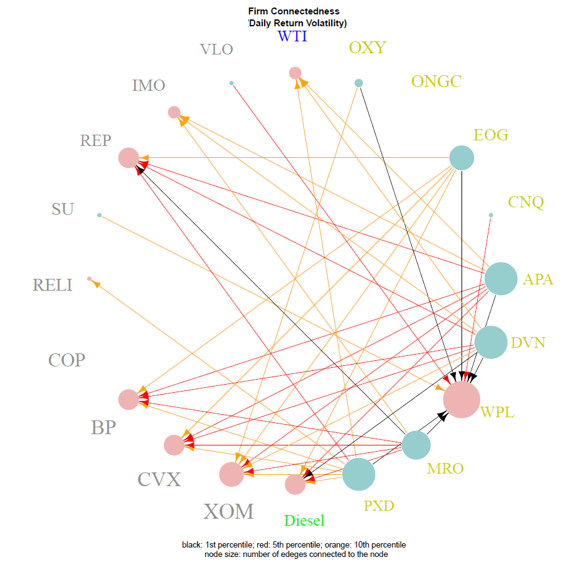 Firm Connectedness
(Daily Return Volatility)
WTI
OXY
VLO
ONGC
IMO
EOG
REP
CNQ
SU
APA
RELI
DVN
COP
WPL
BP
MRO
CVX
PXD
XOM
Diesel
black: 1st percentile; red: 5th percentile; orange: 10th percentile
node size: number of edeges connected to the node